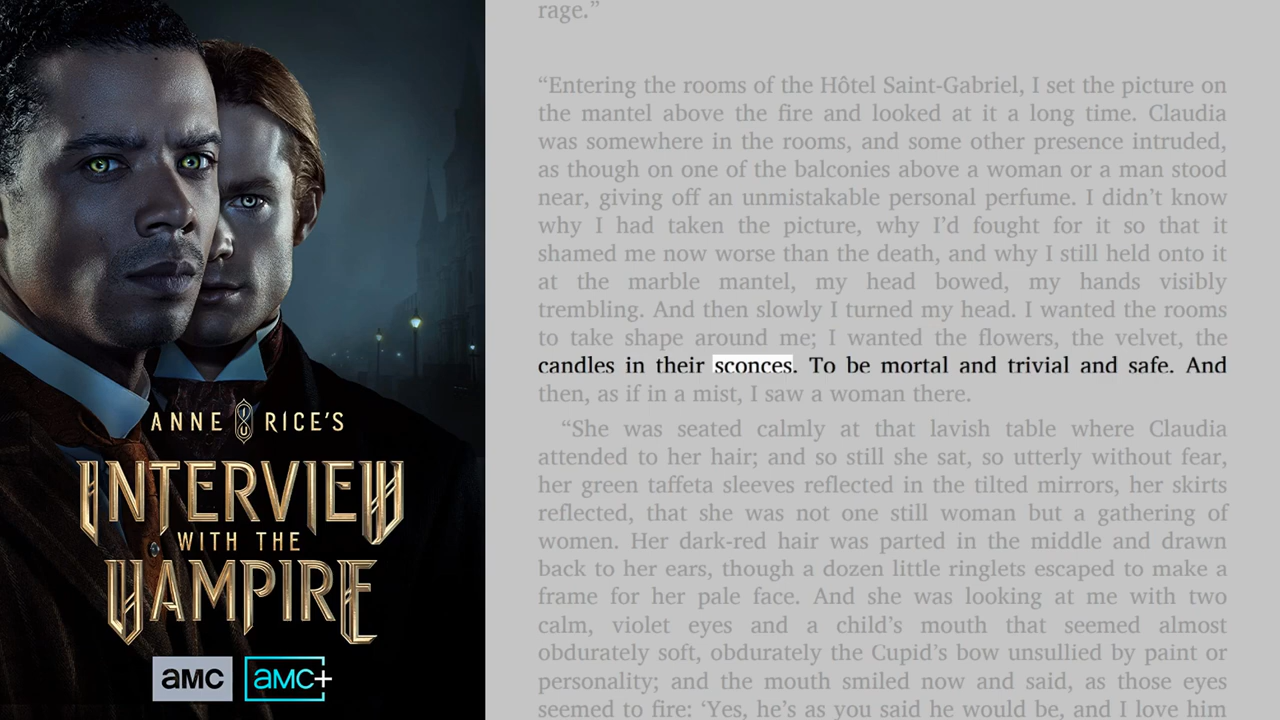 ANNE RICE'S
INTERVIEW
WITH THE
VAMPIRE
amc
amc+
rage.”
“Entering the rooms of the Hôtel Saint-Gabriel, I set the picture on
the mantel above the fire and looked at it a long time. Claudia
was somewhere in the rooms, and some other presence intruded,
as though on one of the balconies above a woman or a man stood
near, giving off an unmistakable personal perfume. I didn’t know
why I had taken the picture, why I’d fought for it so that it
shamed me now worse than the death, and why I still held onto it
at the marble mantel, my head bowed, my hands visibly
trembling. And then slowly I turned my head. I wanted the rooms
to take shape around me; I wanted the flowers, the velvet, the
candles in their sconces. To be mortal and trivial and safe. And
then, as if in a mist, I saw a woman there.
“She was seated calmly at that lavish table where Claudia
attended to her hair; and so still she sat, so utterly without fear,
her green taffeta sleeves reflected in the tilted mirrors, her skirts
reflected, that she was not one still woman but a gathering of
women. Her dark-red hair was parted in the middle and drawn
back to her ears, though a dozen little ringlets escaped to make a
frame for her pale face. And she was looking at me with two
calm, violet eyes and a child’s mouth that seemed almost
obdurately soft, obdurately the Cupid’s bow unsullied by paint or
personality; and the mouth smiled now and said, as those eyes
seemed to fire: ‘Yes, he’s as you said he would be, and I love him